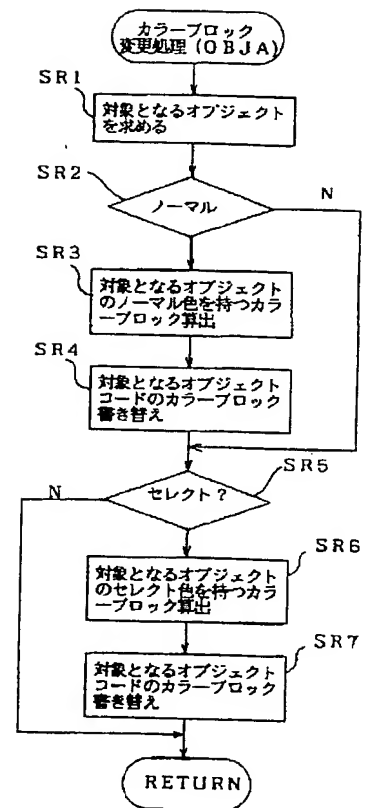 カラーブロック
変更処理(OBJA)
SR1
対象となるオブジェクト
を求める
SR2
ノーマル
N
SR3
対象となるオブジェクト
のノーマル色を持つカラ
ーブロック算出
SR4
対象となるオブジェクト
コードのカラーブロック
書き替え
SR5
セレクト?
N
SR6
対象となるオブジェクト
のセレクト色を持つカラ
ーブロック算出
SR7
対象となるオブジェクト
コードのカラーブロック
書き替え
RETURN